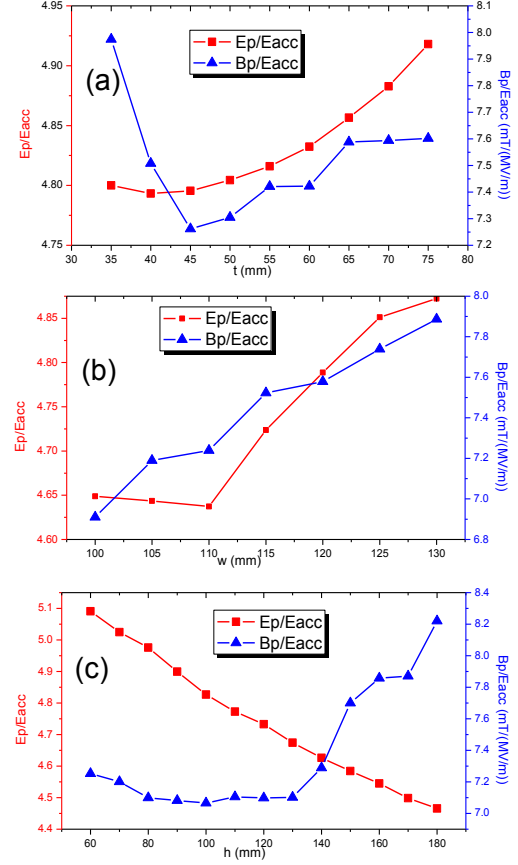 (a)
Ep/Eacc
Bp/Eacc
4.95
4.90
4.85
4.80
4.75
Ep/Eacc
8.1
8.0
7.9
7.8
7.7
7.6
7.5
7.4
7.3
7.2
Bp/Eacc (mT/(MV/m))
30 35 40 45 50 55 60 65 70 75 80
t (mm)
(b)
Ep/Eacc
Bp/Eacc
4.85
4.80
4.75
4.70
4.65
4.60
Ep/Eacc
8.0
7.8
7.6
7.4
7.2
7.0
6.8
Bp/Eacc (mT/(MV/m))
100 105 110 115 120 125 130
w (mm)
(c)
Ep/Eacc
Bp/Eacc
5.1
5.0
4.9
4.8
4.7
4.6
4.5
4.4
Ep/Eacc
8.4
8.2
8.0
7.8
7.6
7.4
7.2
7.0
Bp/Eacc (mT/(MV/m))
60 80 100 120 140 160 180
h (mm)